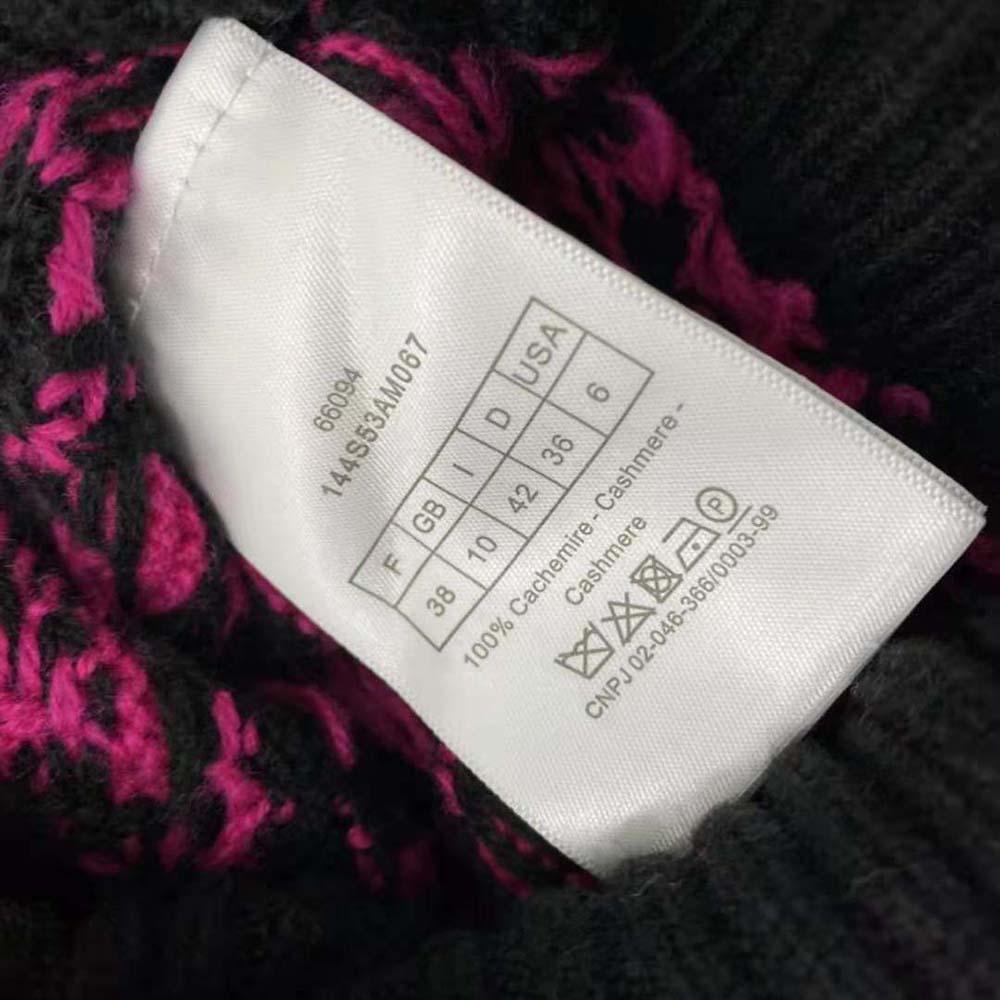 66094
144S53AM067
F GB I D USA
38 10 42 36 6
100% Cachemire - Cashmere -
Cashmere
P
CNPJ 02-046-366/0003-99